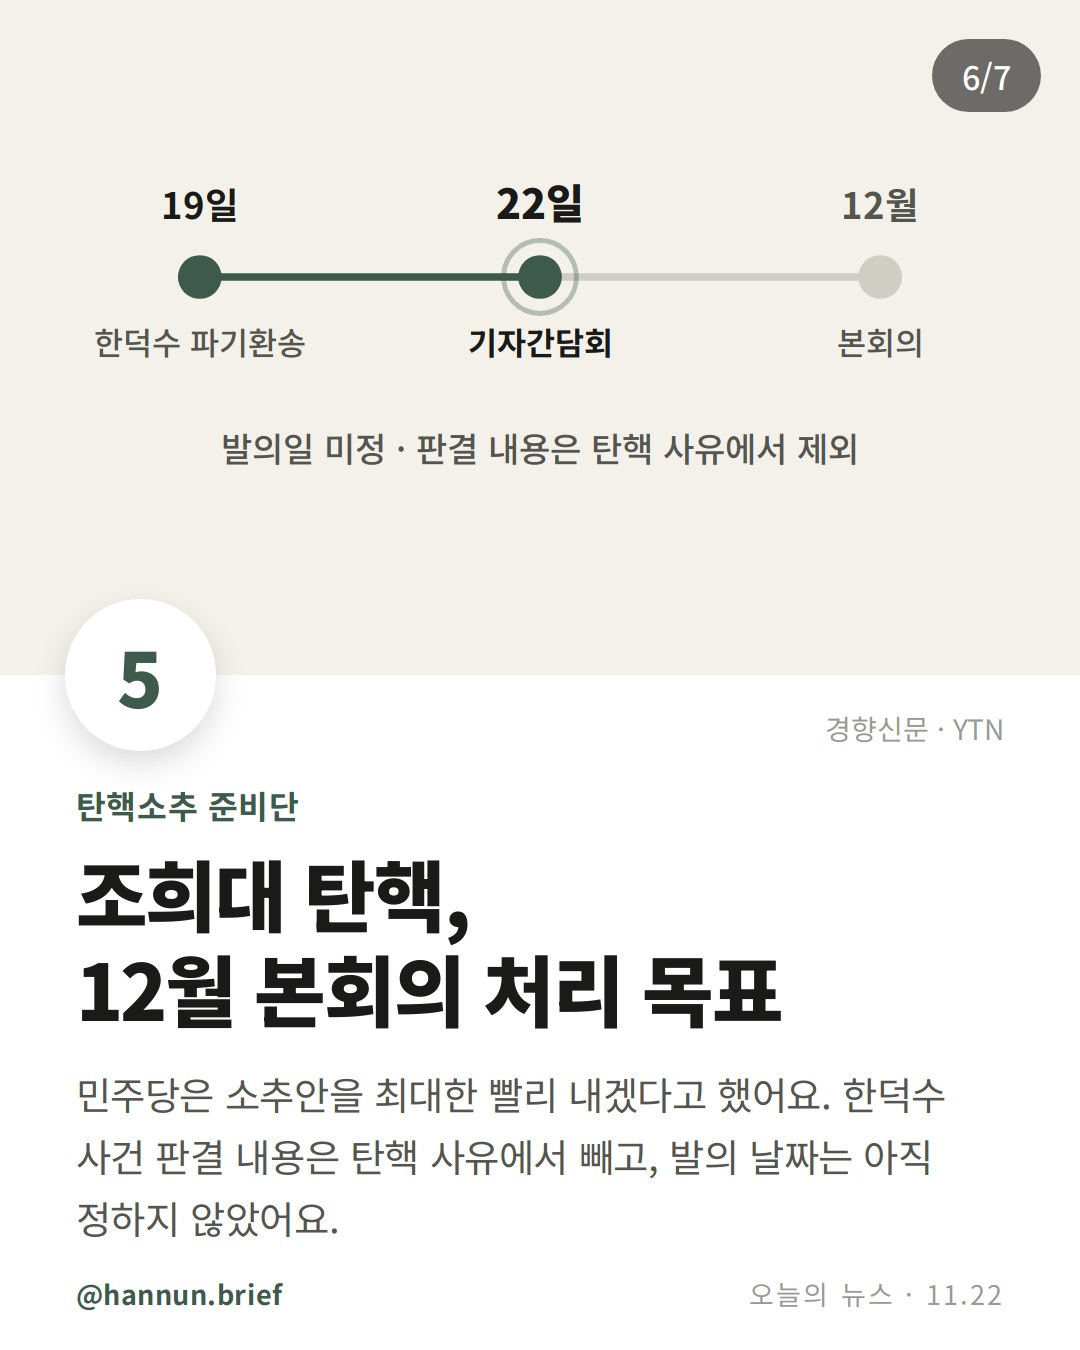 6/7
19일
22일
12월
한덕수 파기환송
기자간담회
본회의
발의일 미정 · 판결 내용은 탄핵 사유에서 제외
5
경향신문 · YTN
탄핵소추 준비단
조희대 탄핵,
12월 본회의 처리 목표
민주당은 소추안을 최대한 빨리 내겠다고 했어요. 한덕수
사건 판결 내용은 탄핵 사유에서 빼고, 발의 날짜는 아직
정하지 않았어요.
@hannun.brief
오늘의 뉴스 · 11.22